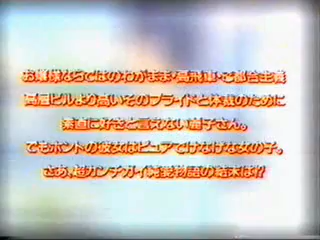 お嬢様ならではのわがまま・高飛車・ご都合主義
高層ビルより高いそのプライドと体裁のために
素直に好きと言えない麗子さん。
でもホントの彼女はピュアでけなげな女の子。
さあ、超カンチガイ純愛物語の結末は!?